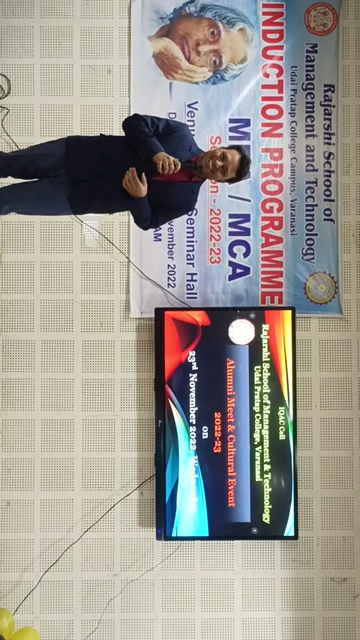 Rajarshi School of
Management and Technology
Udai Pratap College Campus, Varanasi
INDUCTION PROGRAMME
/ MCA
- 2022-23
Seminar Hall
November 2022
AM
IQAC Cell
Rajarshi School of Management & Technology
Udai Pratap College, Varanasi
Alumni Meet & Cultural Event
2022-23
on
23rd November 2022